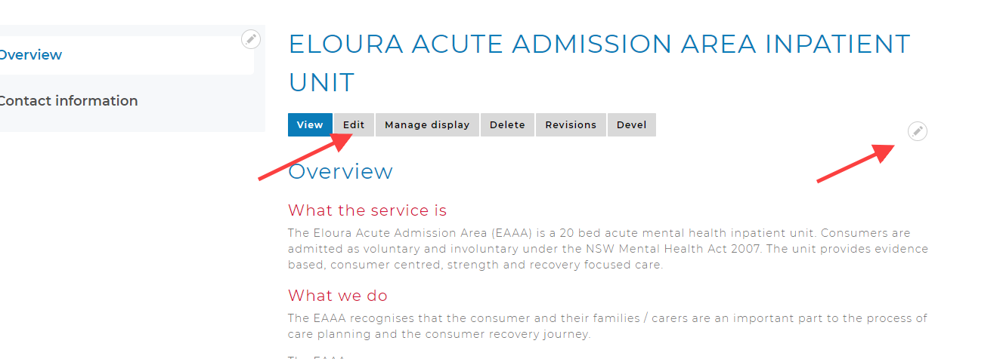 Overview
Contact information
ELOURA ACUTE ADMISSION AREA INPATIENT
UNIT
View Edit Manage display Delete Revisions Devel
Overview
What the service is
The Eloura Acute Admission Area (EAAA) is a 20 bed acute mental health inpatient unit. Consumers are
admitted as voluntary and involuntary under the NSW Mental Health Act 2007. The unit provides evidence
based, consumer centred, strength and recovery focused care.
What we do
The EAAA recognises that the consumer and their families / carers are an important part to the process of
care planning and the consumer recovery journey.
The EAAA